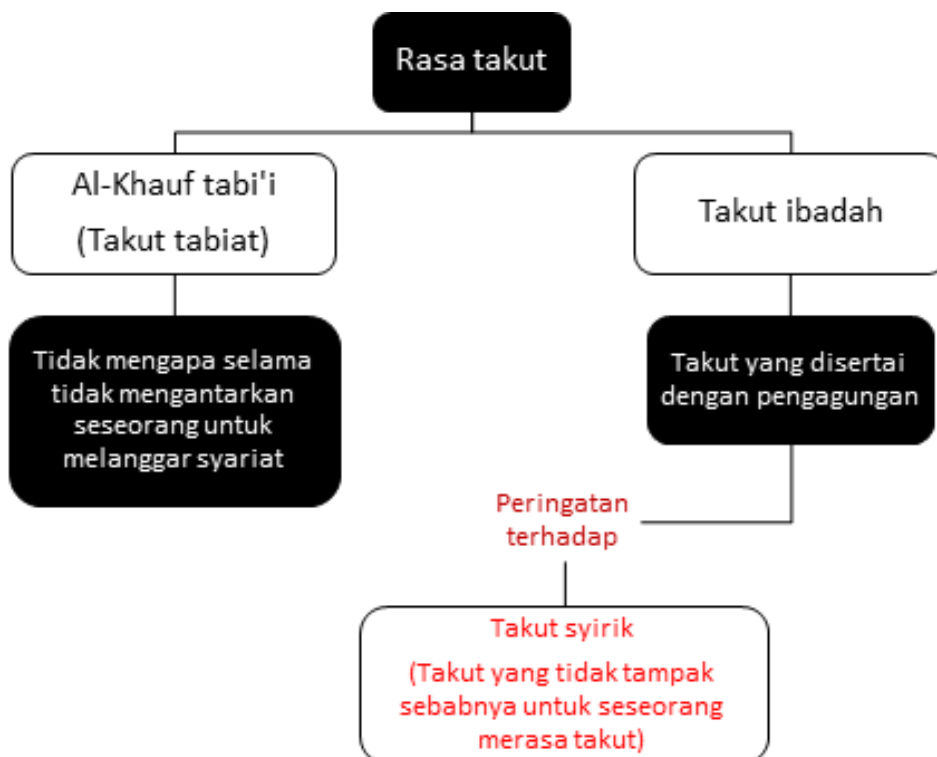 Rasa takut
Al-Khauf tabi'i
(Takut tabiat)
Takut ibadah
Tidak mengapa selama
tidak mengantarkan
seseorang untuk
melanggar syariat
Takut yang disertai
dengan pengagungan
Peringatan
terhadap
Takut syirik
(Takut yang tidak tampak
sebabnya untuk seseorang
merasa takut)